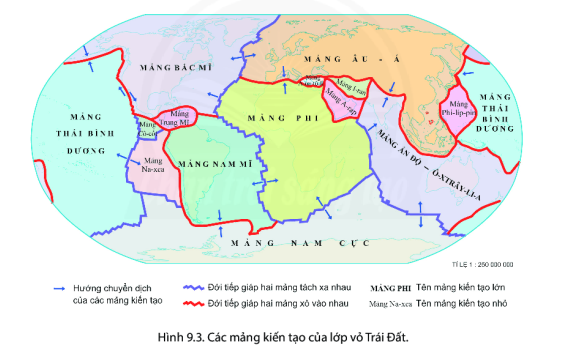 MẢNG BẮC MĨ
MẢNG ÂU - Á
MẢNG
THÁI BÌNH
DƯƠNG
Mảng
Cô-cốt
Mảng
Trung Mĩ
MẢNG PHI
Mảng I-ran
Mảng A-rap
Mảng
Phi-lip-pin
MẢNG
THÁI
BÌNH
DƯƠNG
Mảng
Na-xca
MẢNG NAM MĨ
MẢNG ẤN ĐỘ – Ô-XTRÂY-LI-A
MẢNG NAM CỰC
TỈ LỆ 1 : 250 000 000
Hướng chuyển dịch
của các mảng kiến tạo
Đới tiếp giáp hai mảng tách xa nhau
Đới tiếp giáp hai mảng xô vào nhau
MẢNG PHI Tên mảng kiến tạo lớn
Mảng Na-xca Tên mảng kiến tạo nhỏ
Hình 9.3. Các mảng kiến tạo của lớp vỏ Trái Đất.